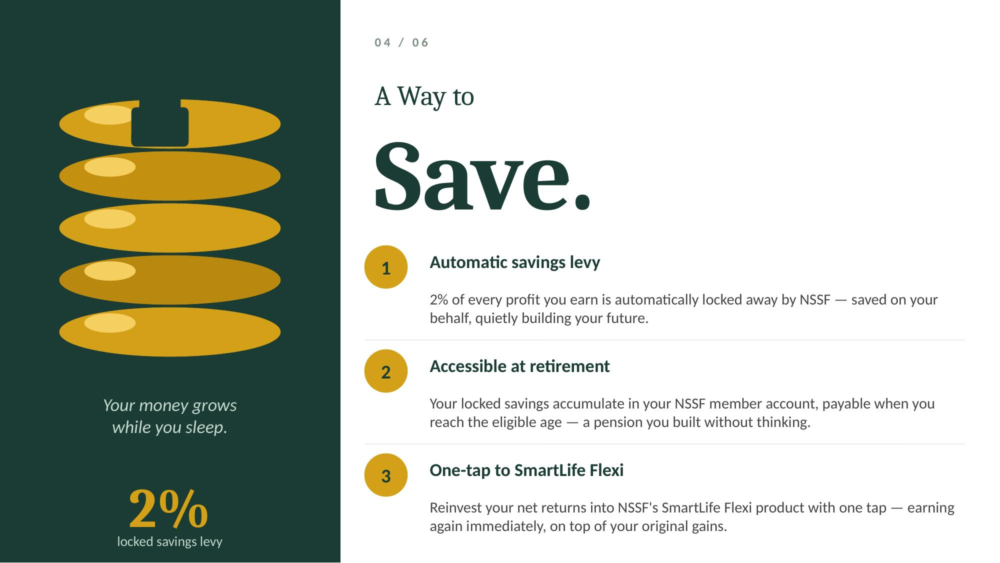 04 / 06
A Way to
Save.
1
Automatic savings levy
2% of every profit you earn is automatically locked away by NSSF — saved on your
behalf, quietly building your future.
2
Accessible at retirement
Your locked savings accumulate in your NSSF member account, payable when you
reach the eligible age — a pension you built without thinking.
3
One-tap to SmartLife Flexi
Reinvest your net returns into NSSF's SmartLife Flexi product with one tap — earning
again immediately, on top of your original gains.
Your money grows
while you sleep.
2%
locked savings levy